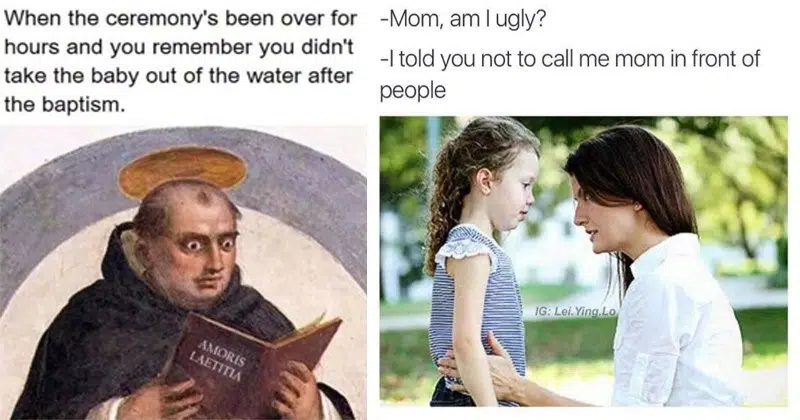 When the ceremony's been over for
hours and you remember you didn't
take the baby out of the water after
the baptism.
AMORIS
LAETITIA
-Mom, am I ugly?
-I told you not to call me mom in front of
people
IG: Lei.Ying.Lo